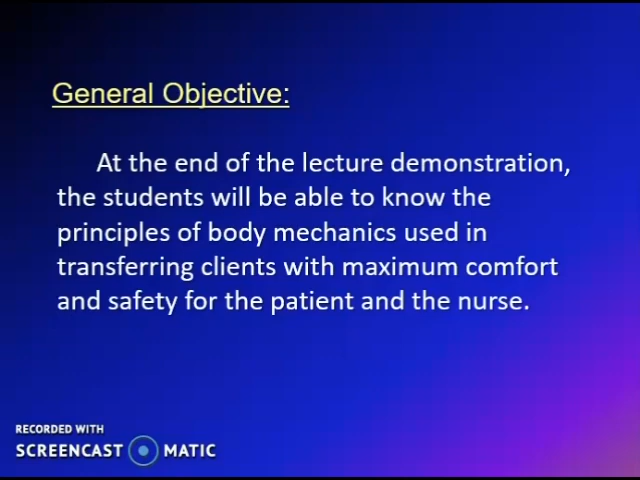 General Objective:
At the end of the lecture demonstration,
the students will be able to know the
principles of body mechanics used in
transferring clients with maximum comfort
and safety for the patient and the nurse.
RECORDED WITH
SCREENCAST MATIC